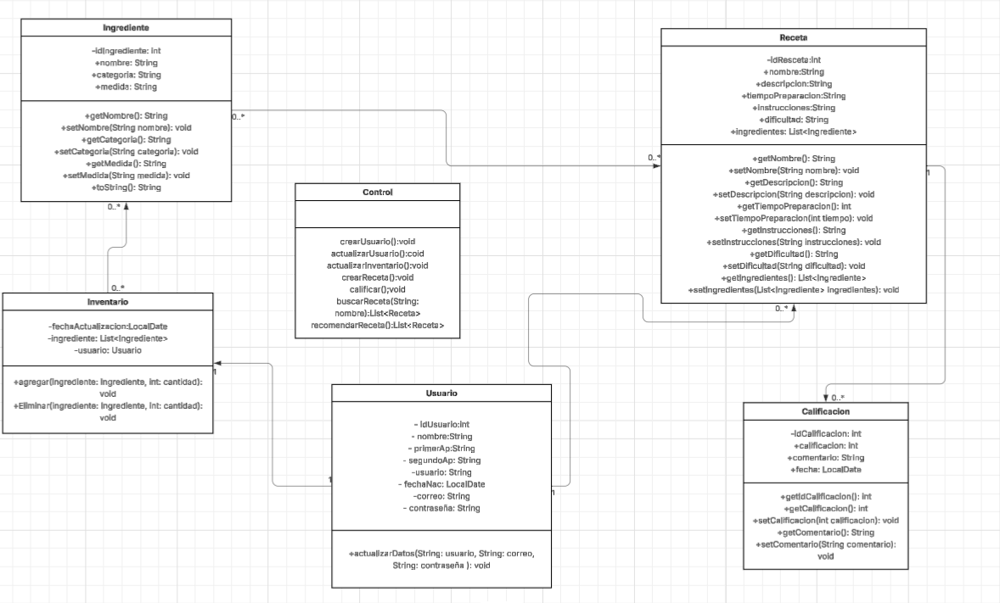 Ingrediente
-idIngrediente: int
+nombre: String
+categoria: String
+medida: String
+getNombre(): String
+setNombre(String nombre): void
+getCategoria(): String
+setCategoria(String categoria): void
+getMedida(): String
+setMedida(String medida): void
+toString(): String
0..*
0..*
0..*
Receta
-idResceta:int
+nombre:String
+descripcion:String
+tiempoPreparacion:String
+instrucciones:String
+dificultad: String
+ingredientes: List<Ingrediente>
+getNombre(): String
+setNombre(String nombre): void
+getDescripcion(): String
+setDescripcion(String descripcion): void
+getTiempoPreparacion(): int
+setTiempoPreparacion(int tiempo): void
+getInstrucciones(): String
+setInstrucciones(String instrucciones): void
+getDificultad(): String
+setDificultad(String dificultad): void
+getIngredientes(): List<Ingrediente>
+setIngredientes(List<Ingrediente> ingredientes): void
0..*
1
0..*
Control
crearUsuario():void
actualizarUsuario():coid
actualizarInventario():void
crearReceta():void
calificar();void
buscarReceta(String:
nombre):List<Receta>
recomendarReceta():List<Receta>
Inventario
-fechaActualizacion:LocalDate
-ingrediente: List<Ingrediente>
-usuario: Usuario
+agregar(ingrediente: Ingrediente, int: cantidad):
void
+Eliminar(ingrediente: Ingrediente, int: cantidad):
void
1
Usuario
- idUsuario:int
- nombre:String
- primerAp:String
- segundoAp: String
-usuario: String
- fechaNac: LocalDate
-correo: String
- contraseña: String
+actualizarDatos(String: usuario, String: correo,
String: contraseña ): void
1
1
0..*
Calificacion
-idCalificacion: int
+calificacion: int
+comentario: String
+fecha: LocalDate
+getIdCalificacion(): int
+getCalificacion(): int
+setCalificacion(int calificacion): void
+getComentario(): String
+setComentario(String comentario):
void